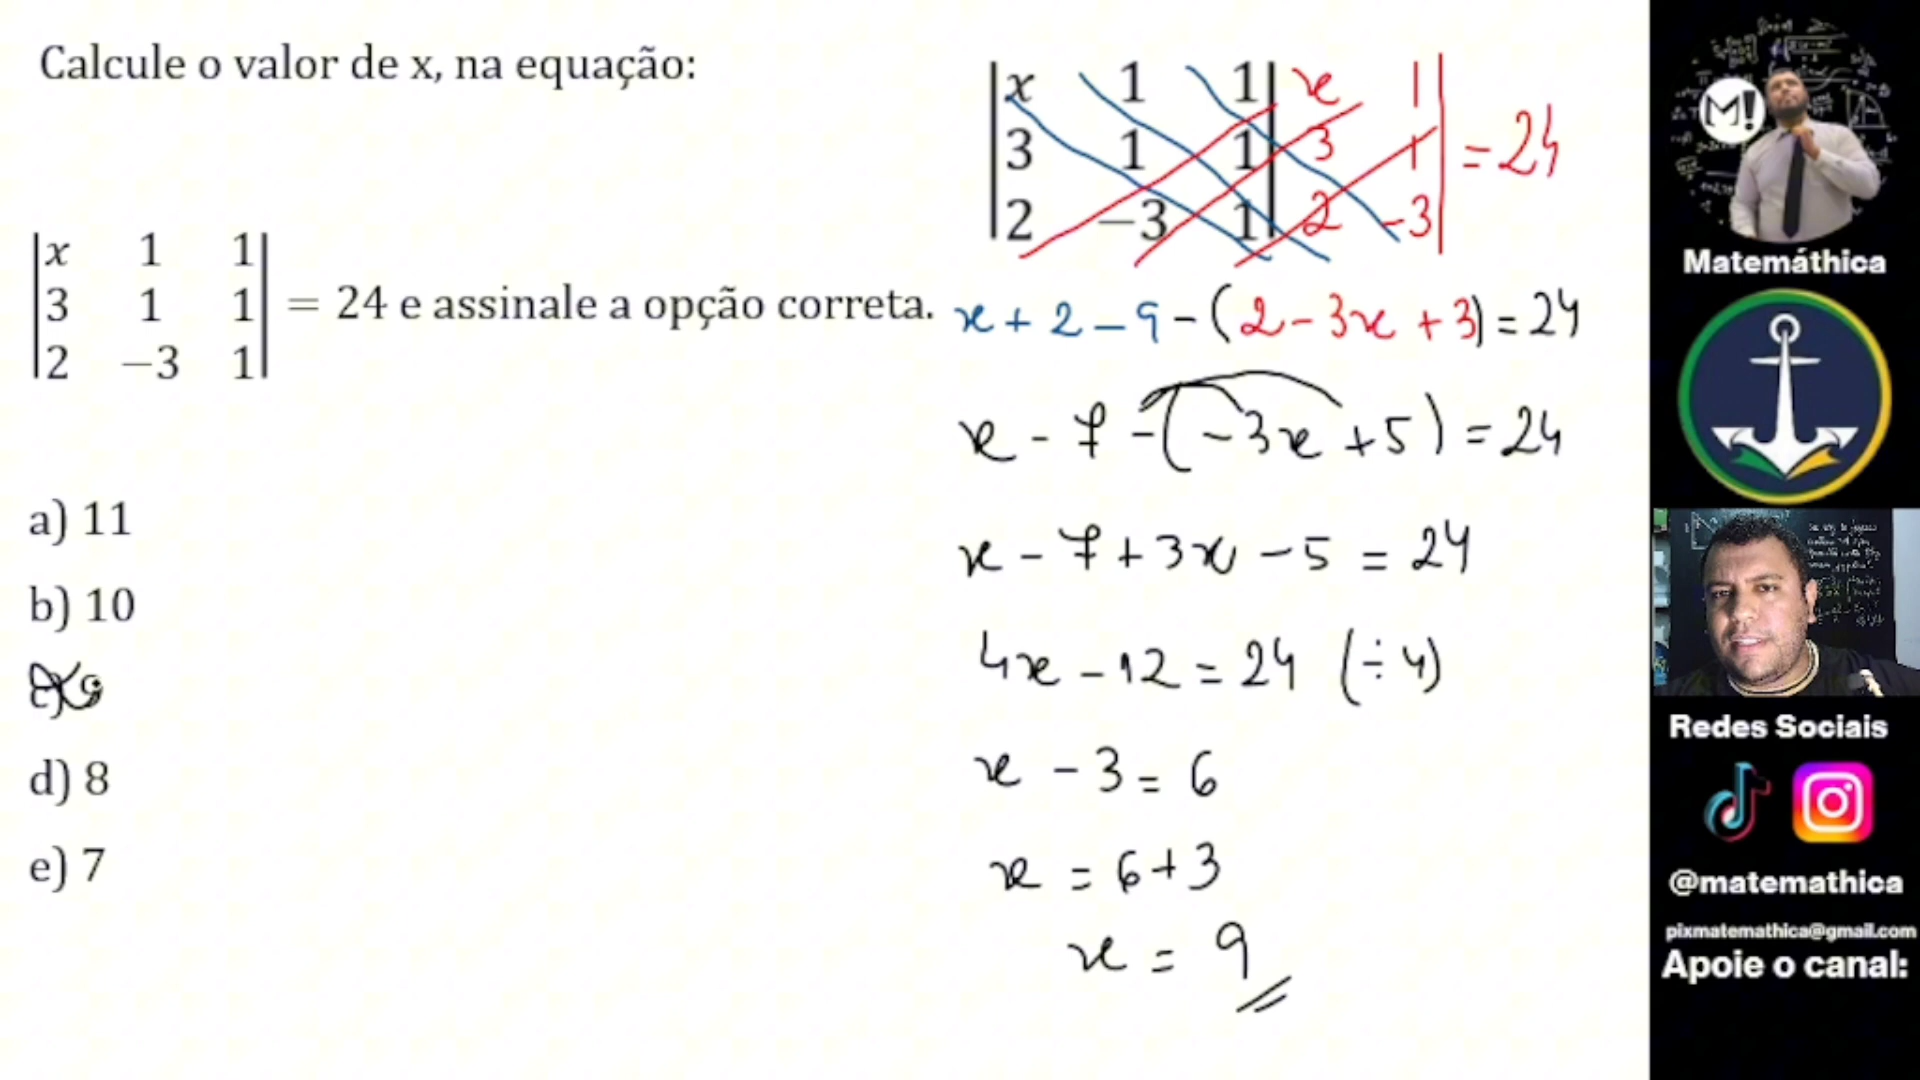 Calcule o valor de x, na equação:
|x 1 1|
|3 1 1| = 24 e assinale a opção correta.
|2 −3 1|
a) 11
b) 10
c) 9
d) 8
e) 7
|x 1 1| x 1|
|3 1 1| 3 1| = 24
|2 −3 1| 2 -3|
x + 2 - 9 - (2 - 3x + 3) = 24
x - 7 - (-3x + 5) = 24
x - 7 + 3x - 5 = 24
4x - 12 = 24 (÷ 4)
x - 3 = 6
x = 6 + 3
x = 9
M!
Matemáthica
Redes Sociais
@matemathica
pixmatemathica@gmail.com
Apoie o canal: